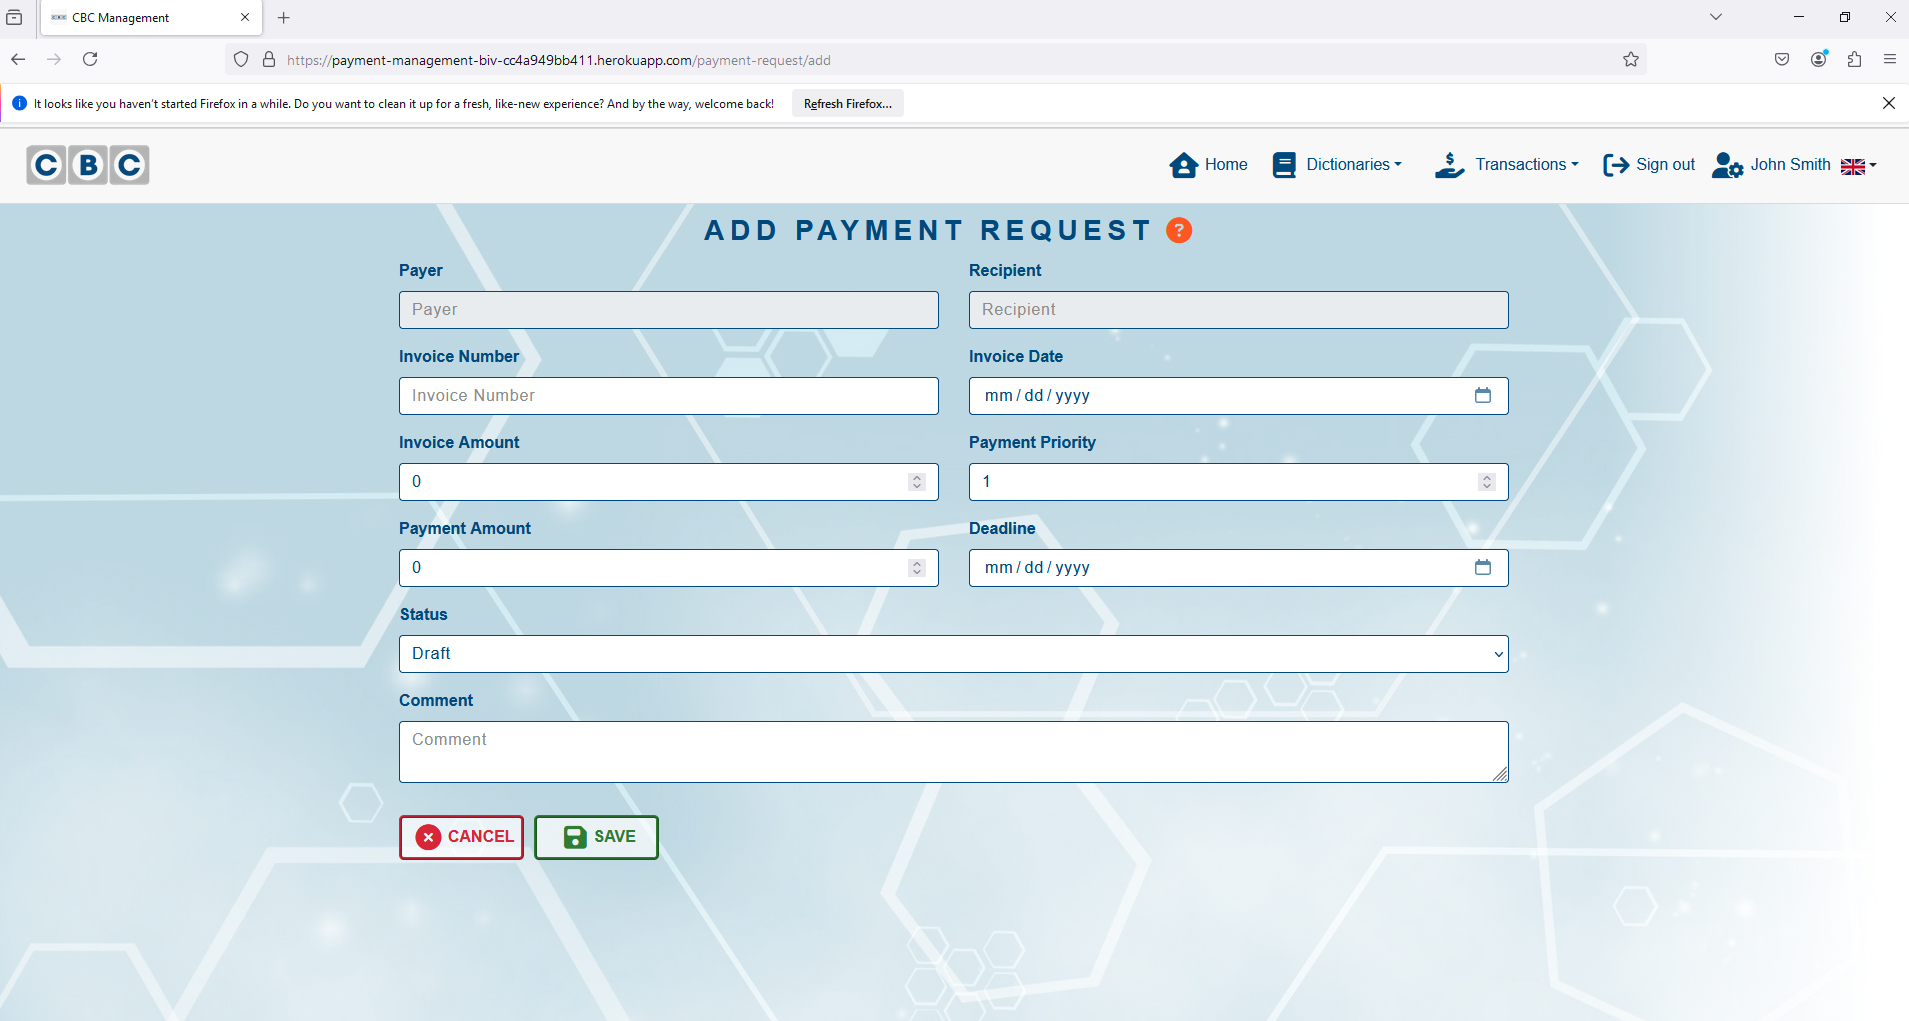 CBC Management
https://payment-management-biv-cc4a949bb411.herokuapp.com/payment-request/add
It looks like you haven't started Firefox in a while. Do you want to clean it up for a fresh, like-new experience? And by the way, welcome back!
Refresh Firefox...
CBC
Home
Dictionaries
Transactions
Sign out
John Smith
ADD PAYMENT REQUEST ?
Payer
Recipient
Payer
Recipient
Invoice Number
Invoice Date
Invoice Number
mm/dd/yyyy
Invoice Amount
Payment Priority
0
1
Payment Amount
Deadline
0
mm/dd/yyyy
Status
Draft
Comment
Comment
CANCEL
SAVE